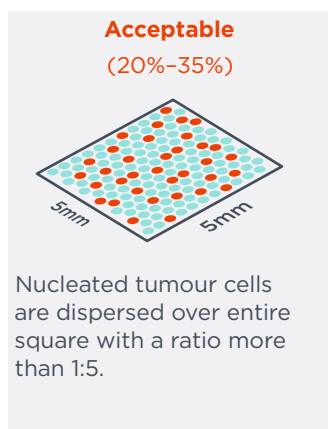 Acceptable
(20%–35%)
5mm
5mm
Nucleated tumour cells
are dispersed over entire
square with a ratio more
than 1:5.